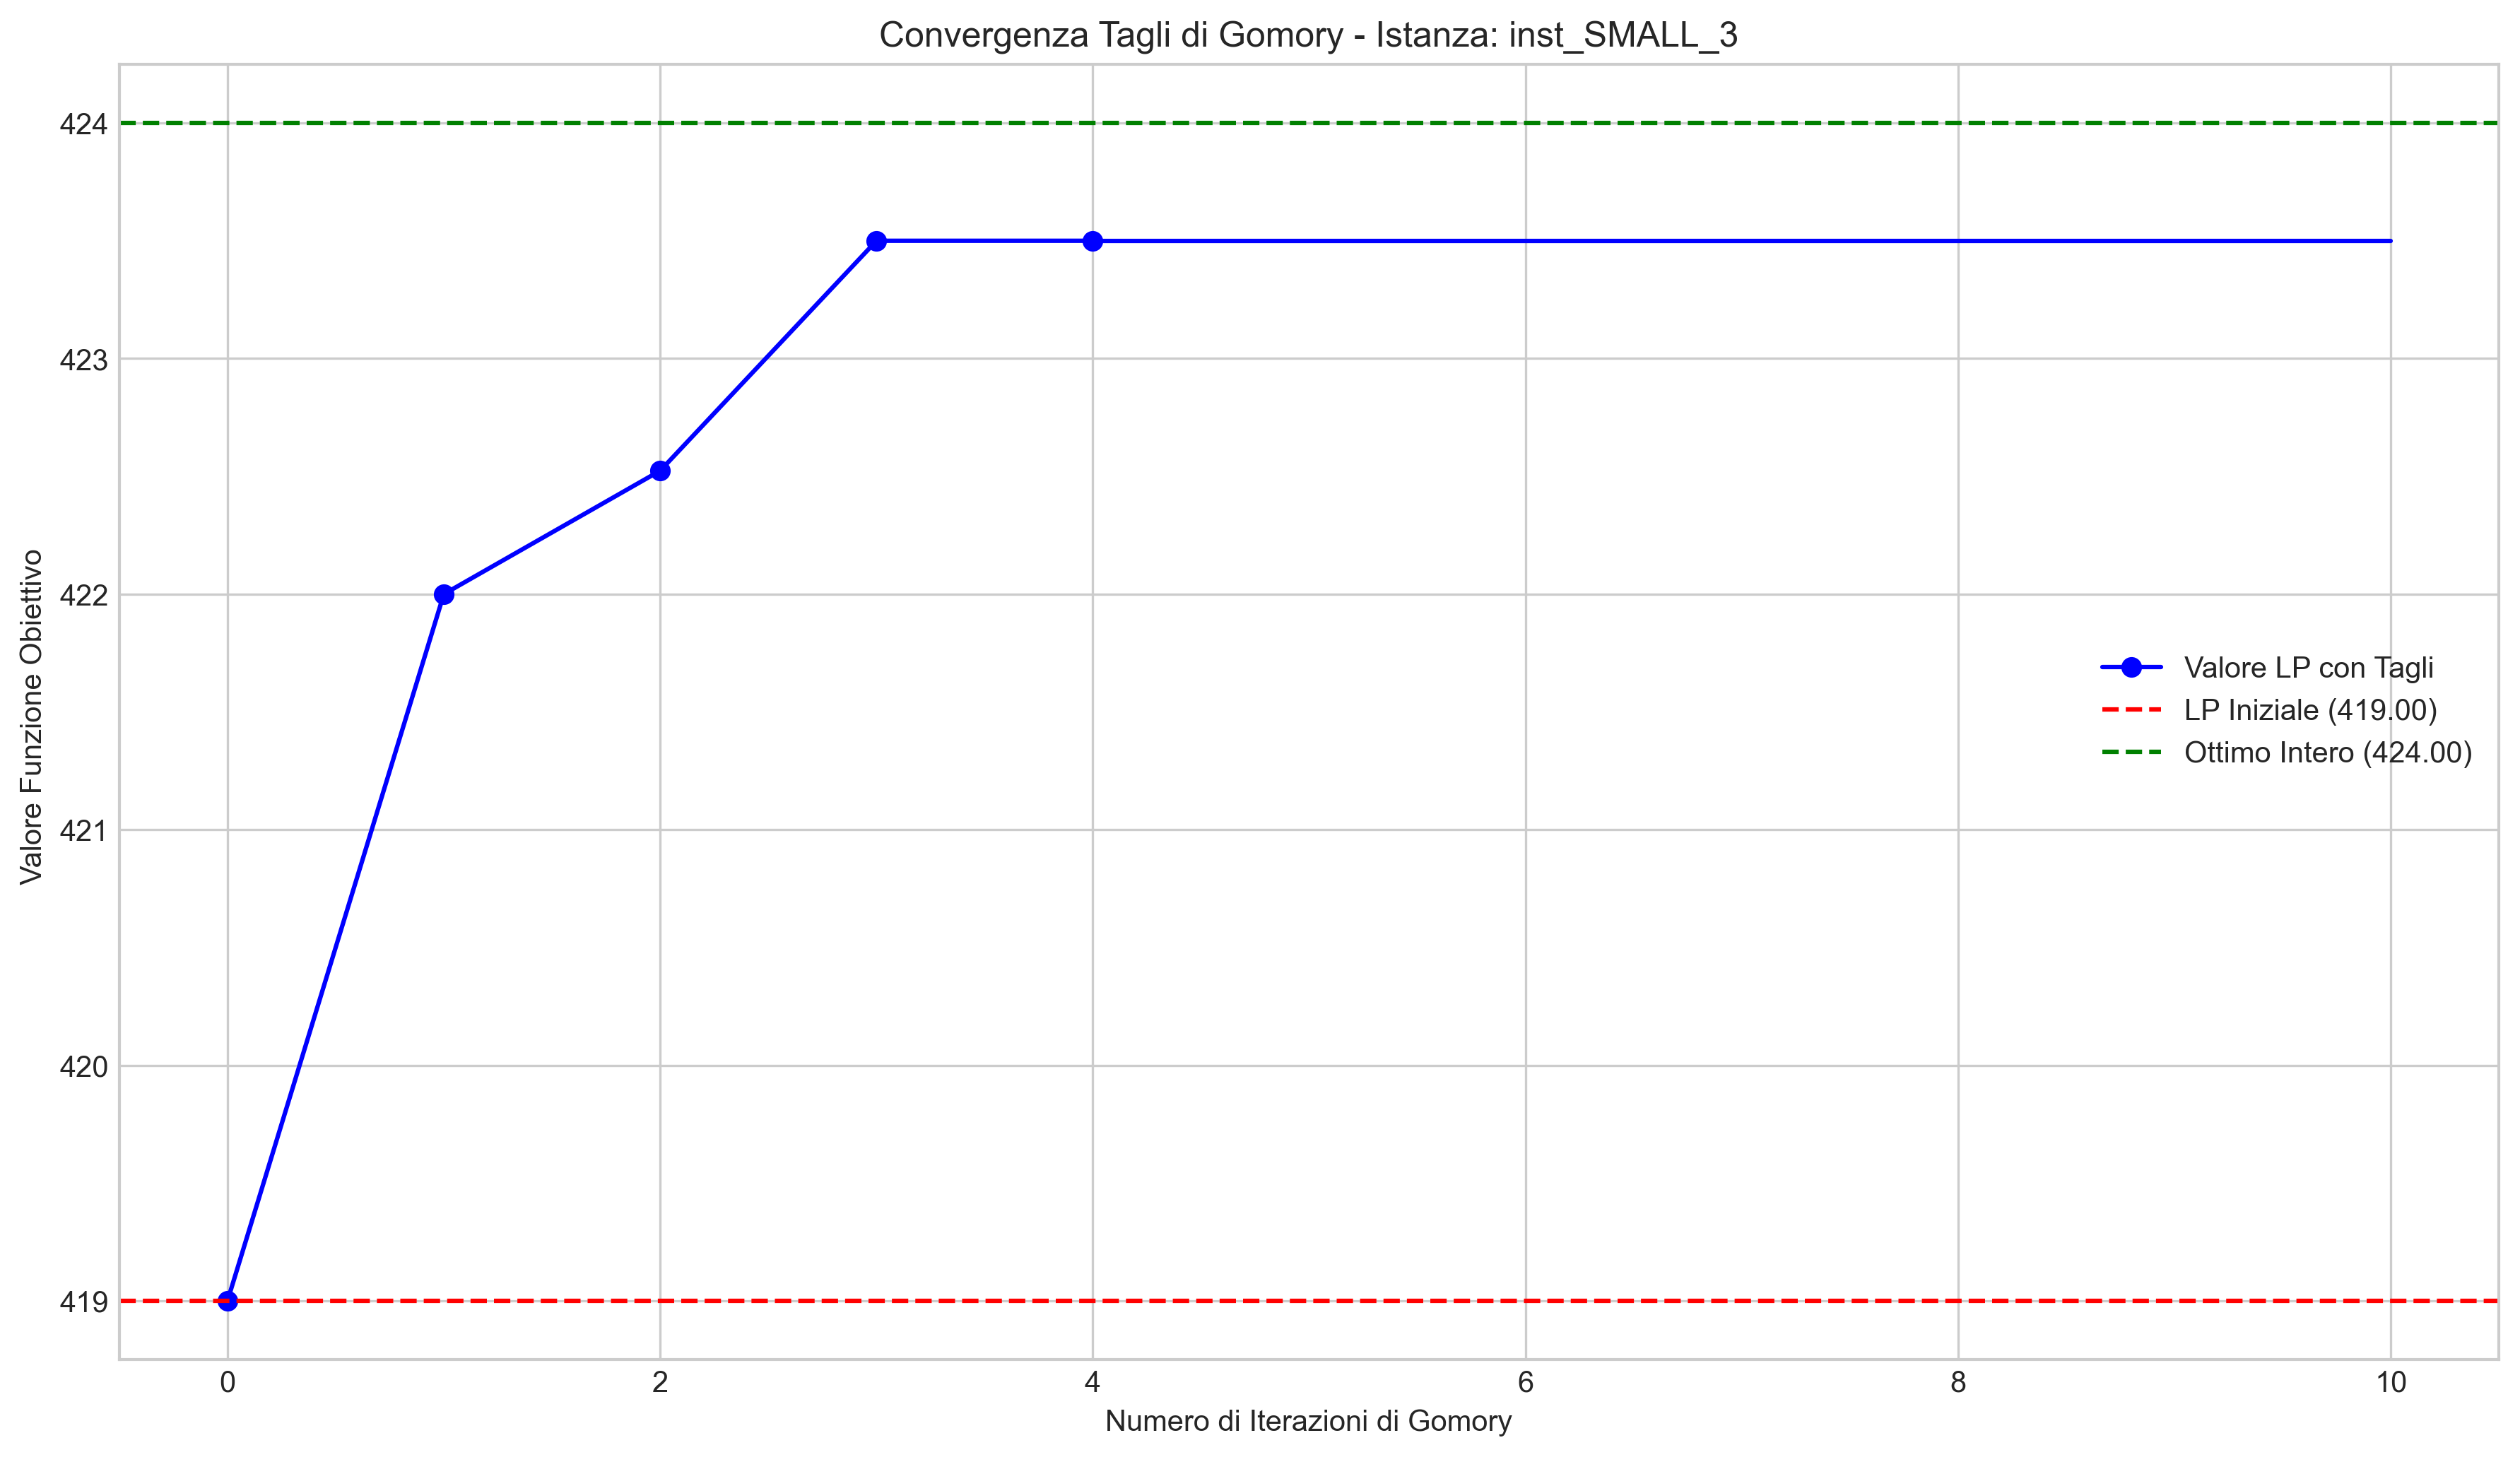 Convergenza Tagli di Gomory - Istanza: inst_SMALL_3
Valore Funzione Obiettivo
424
423
422
421
420
419
Valore LP con Tagli
LP Iniziale (419.00)
Ottimo Intero (424.00)
0 2 4 6 8 10
Numero di Iterazioni di Gomory